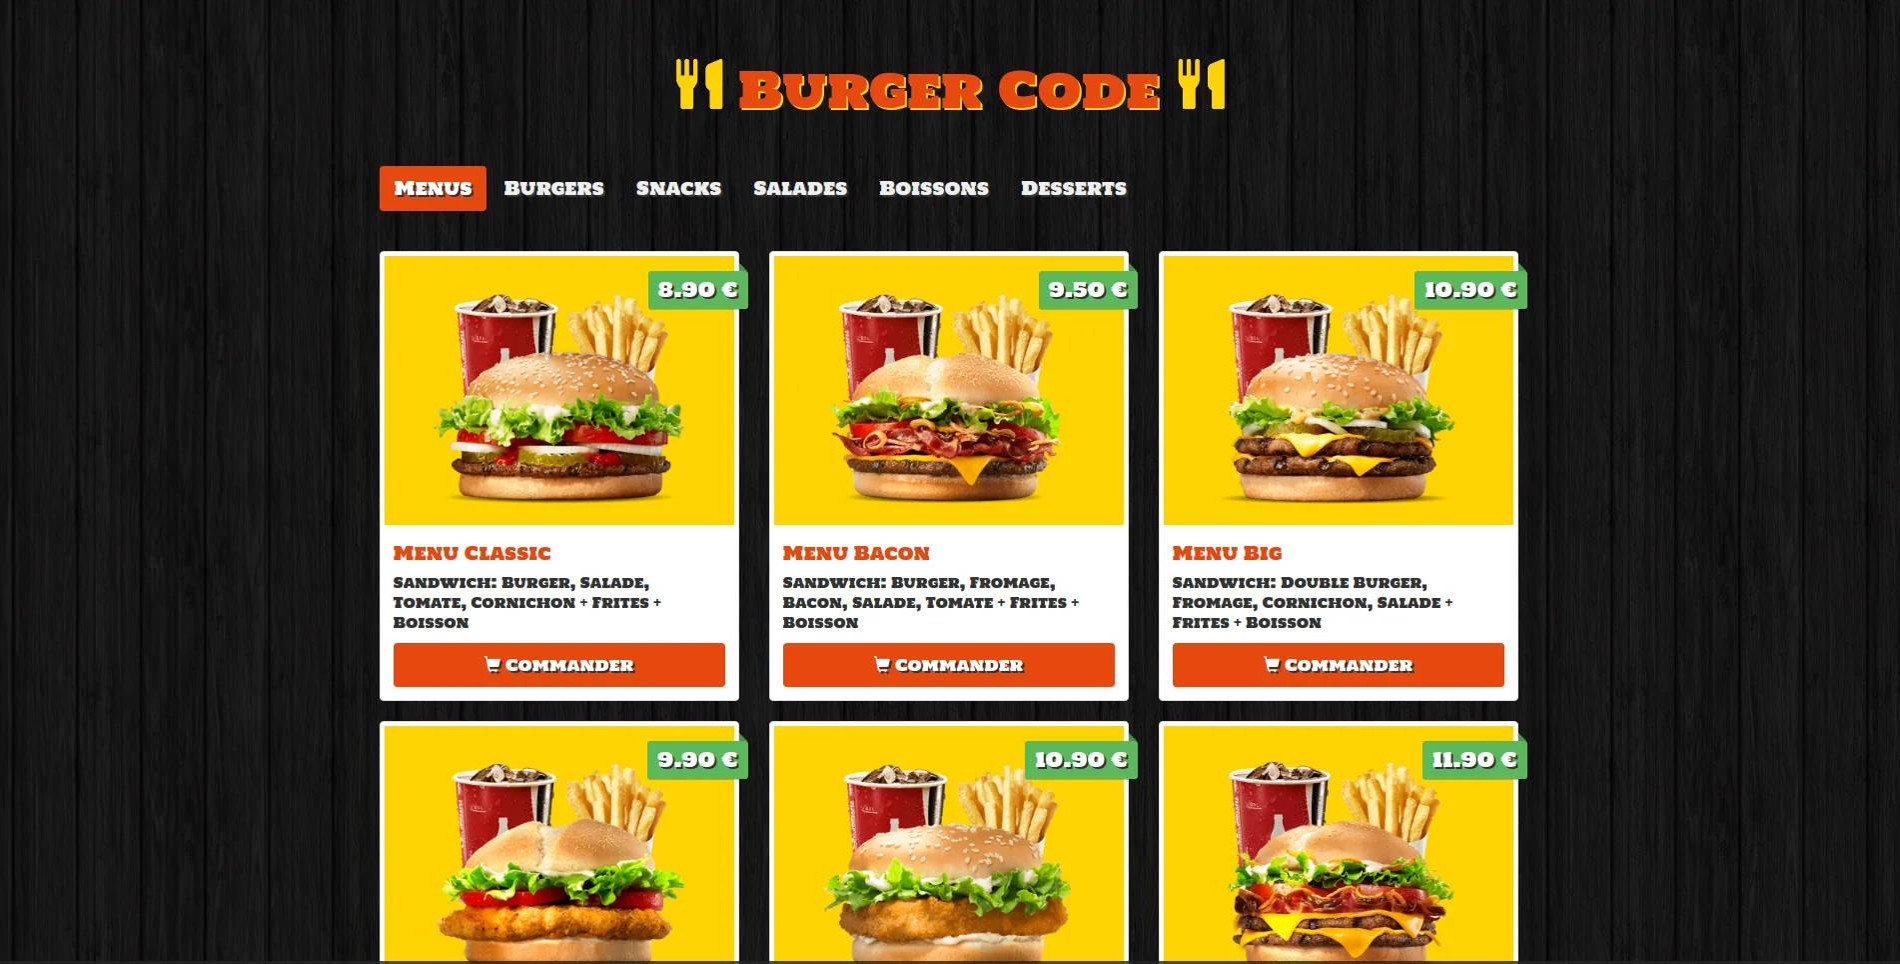 Burger Code
Menus Burgers Snacks Salades Boissons Desserts
8.90 €
9.50 €
10.90 €
Menu Classic
Sandwich: Burger, Salade,
Tomate, Cornichon + Frites +
Boisson
Commander
Menu Bacon
Sandwich: Burger, Fromage,
Bacon, Salade, Tomate + Frites +
Boisson
Commander
Menu Big
Sandwich: Double Burger,
Fromage, Cornichon, Salade +
Frites + Boisson
Commander
9.90 €
10.90 €
11.90 €